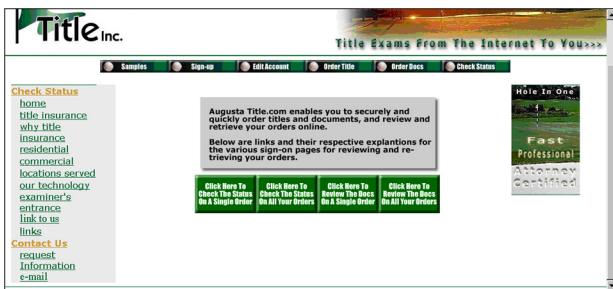 Title Inc.
Title Exams From The Internet To You>>>
Samples
Sign-up
Edit Account
Order Title
Order Docs
Check Status
Check Status
home
title insurance
why title
insurance
residential
commercial
locations served
our technology
examiner's
entrance
link to us
links
Contact Us
request
Information
e-mail
Augusta Title.com enables you to securely and
quickly order titles and documents, and review and
retrieve your orders online.
Below are links and their respective explantions for
the various sign-on pages for reviewing and re-
trieving your orders.
Click Here To
Check The Status
On A Single Order
Click Here To
Check The Status
On All Your Orders
Click Here To
Review The Docs
On A Single Order
Click Here To
Review The Docs
On All Your Orders
Hole In One
Fast
Professional
Attorney
Certified